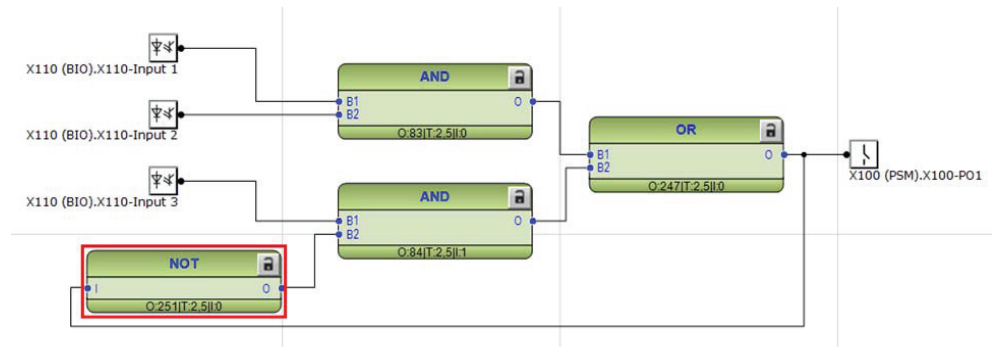 X110 (BIO).X110-Input 1
AND
B1 O
B2
O:83|T:2,5|I:0
X110 (BIO).X110-Input 2
OR
B1 O
B2
O:247|T:2,5|I:0
X100 (PSM).X100-PO1
X110 (BIO).X110-Input 3
AND
B1 O
B2
O:84|T:2,5|I:1
NOT
I O
O:251|T:2,5|I:0